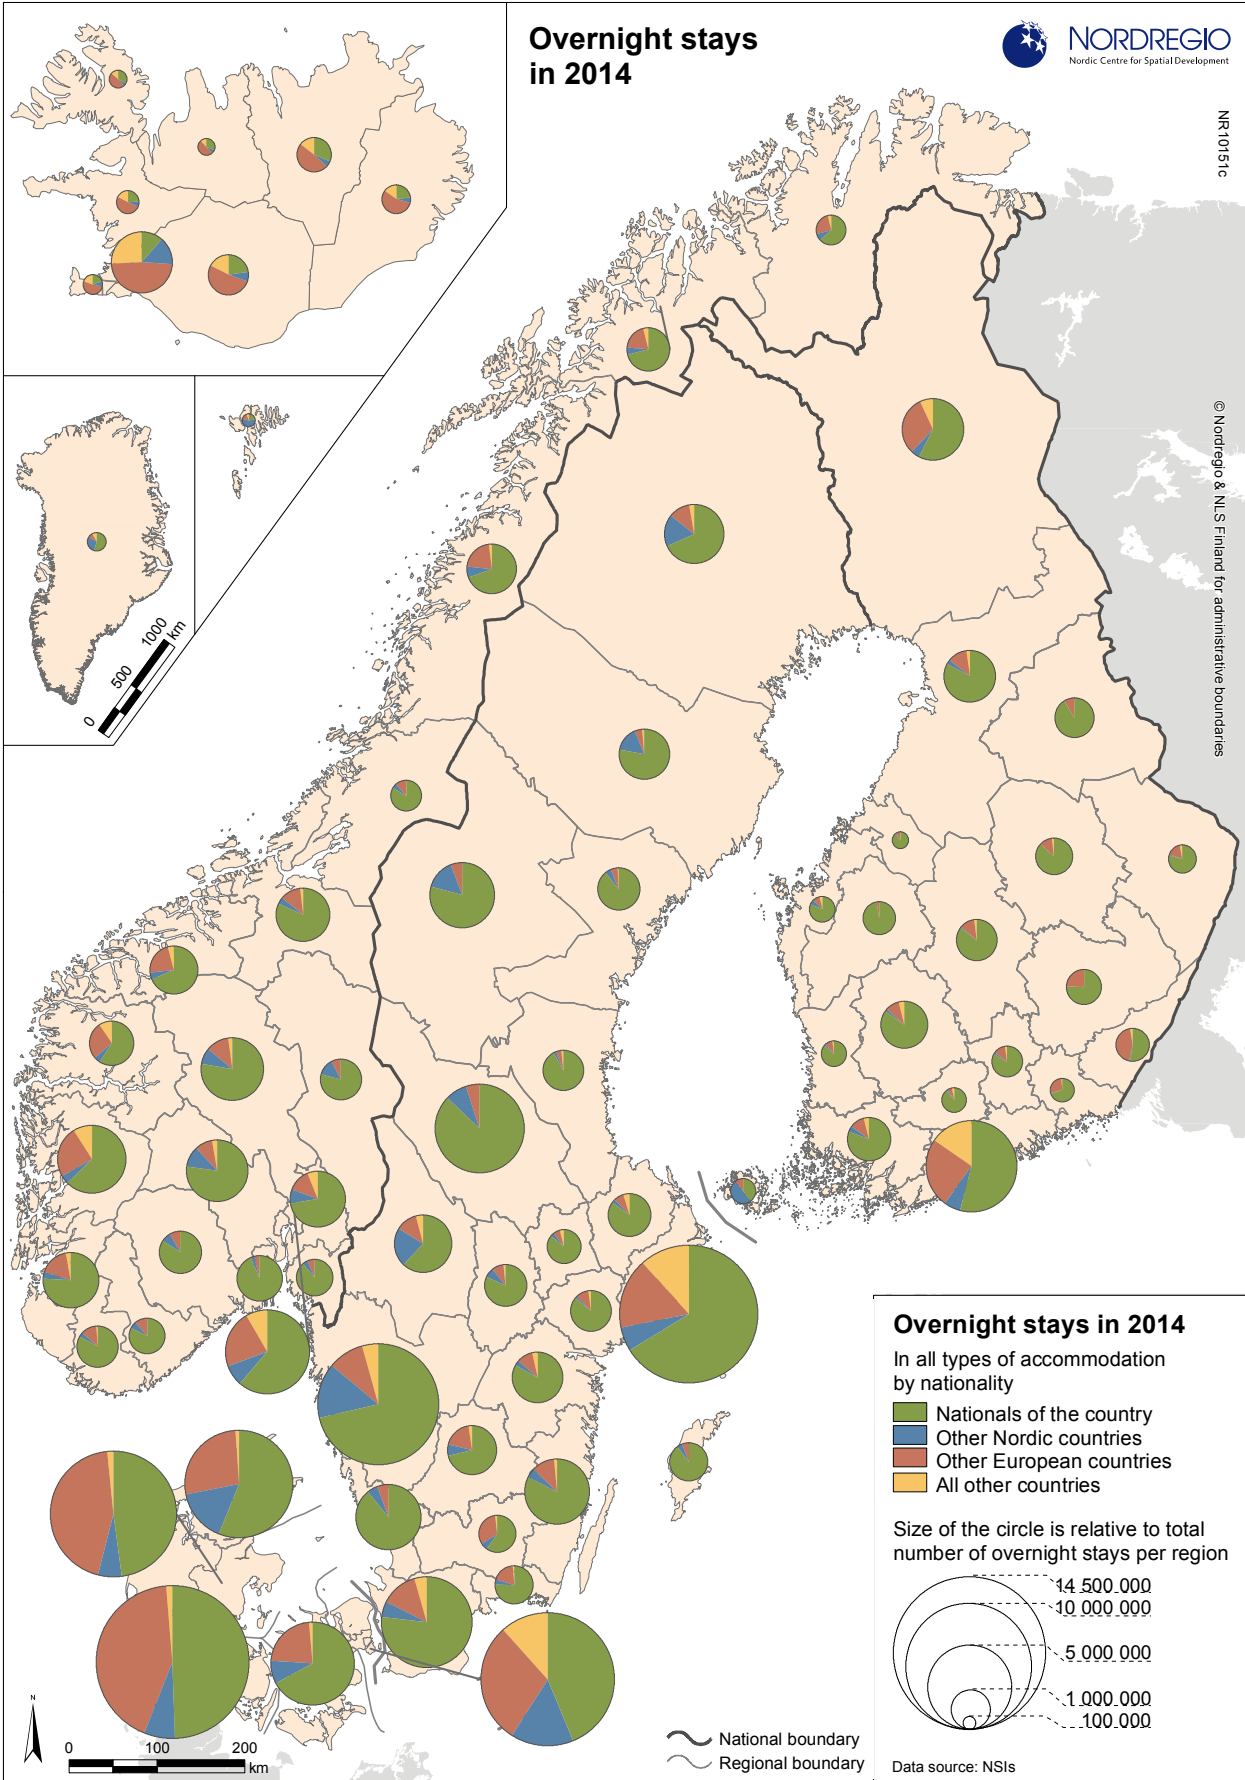 Overnight stays
in 2014
NORDREGIO
Nordic Centre for Spatial Development
NR10151c
© Nordregio & NLS Finland for administrative boundaries
0
500
1000
km
Overnight stays in 2014
In all types of accommodation
by nationality
Nationals of the country
Other Nordic countries
Other European countries
All other countries
Size of the circle is relative to total
number of overnight stays per region
14 500 000
10 000 000
5 000 000
1 000 000
100 000
Data source: NSIs
National boundary
Regional boundary
N
0 100 200
km